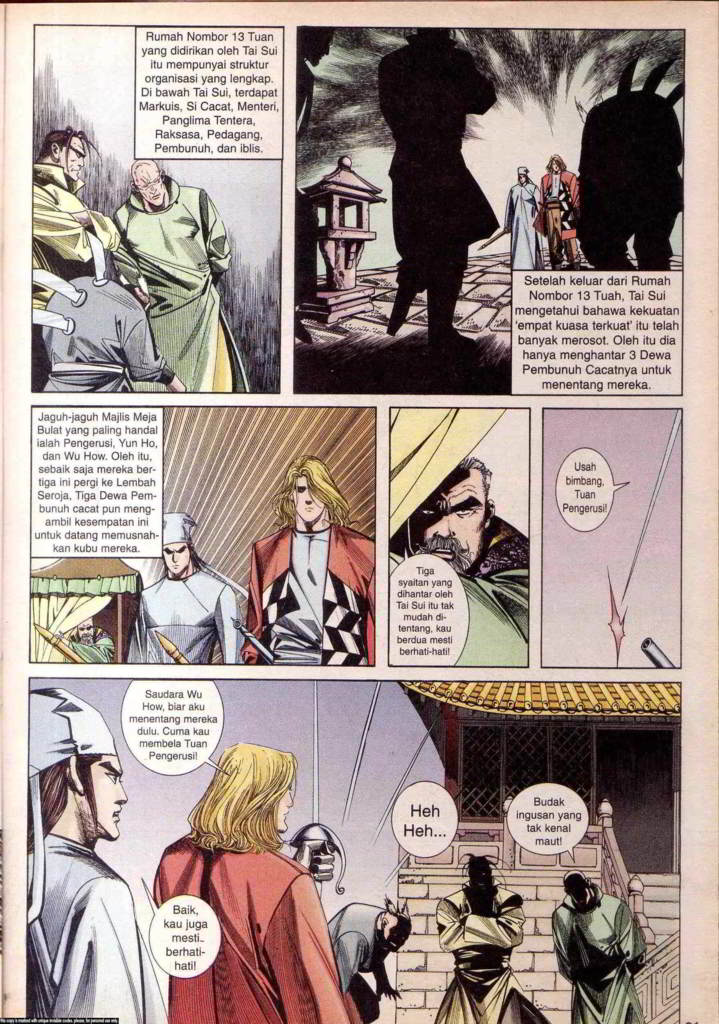 Rumah Nombor 13 Tuan
yang didirikan oleh Tai Sui
itu mempunyai struktur
organisasi yang lengkap.
Di bawah Tai Sui, terdapat
Markuis, Si Cacat, Menteri,
Panglima Tentera,
Raksasa, Pedagang,
Pembunuh, dan iblis.
Setelah keluar dari Rumah
Nombor 13 Tuah, Tai Sui
mengetahui bahawa kekuatan
'empat kuasa terkuat' itu telah
banyak merosot. Oleh itu dia
hanya menghantar 3 Dewa
Pembunuh Cacatnya untuk
menentang mereka.
Jaguh-jaguh Majlis Meja
Bulat yang paling handal
ialah Pengerusi, Yun Ho,
dan Wu How. Oleh itu,
sebaik saja mereka ber-
tiga ini pergi ke Lembah
Seroja, Tiga Dewa Pem-
bunuh cacat pun meng-
ambil kesempatan ini
untuk datang memusnah-
kan kubu mereka.
Tiga
syaitan yang
dihantar oleh
Tai Sui itu tak
mudah di-
tentang, kau
berdua mesti
berhati-hati!
Usah
bimbang,
Tuan
Pengerusi!
Saudara Wu
How, biar aku
menentang mereka
dulu. Cuma kau
membela Tuan
Pengerusi!
Baik,
kau juga
mesti..
berhati-
hati!
Heh
Heh...
Budak
ingusan yang
tak kenal
maut!